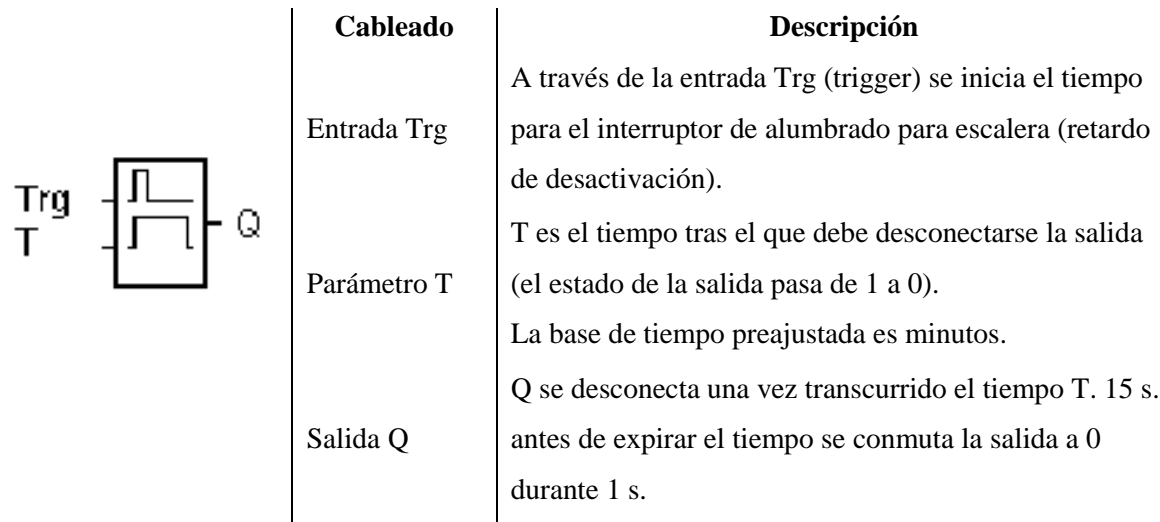 Cableado
Descripción
Entrada Trg
A través de la entrada Trg (trigger) se inicia el tiempo
para el interruptor de alumbrado para escalera (retardo
de desactivación).
Trg
T
Q
Parámetro T
T es el tiempo tras el que debe desconectarse la salida
(el estado de la salida pasa de 1 a 0).
La base de tiempo preajustada es minutos.
Salida Q
Q se desconecta una vez transcurrido el tiempo T. 15 s.
antes de expirar el tiempo se conmuta la salida a 0
durante 1 s.